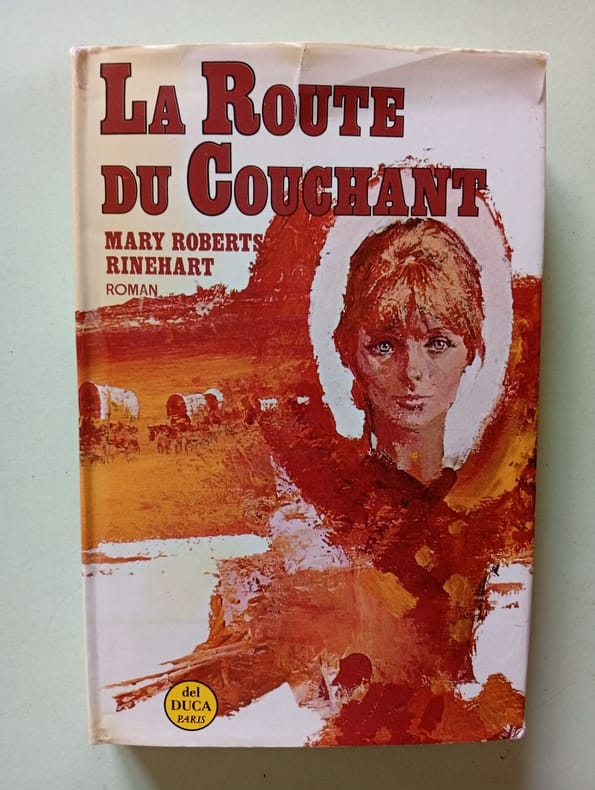 LA ROUTE
DU COUCHANT
MARY ROBERTS
RINEHART
ROMAN
del
DUCA
PARIS